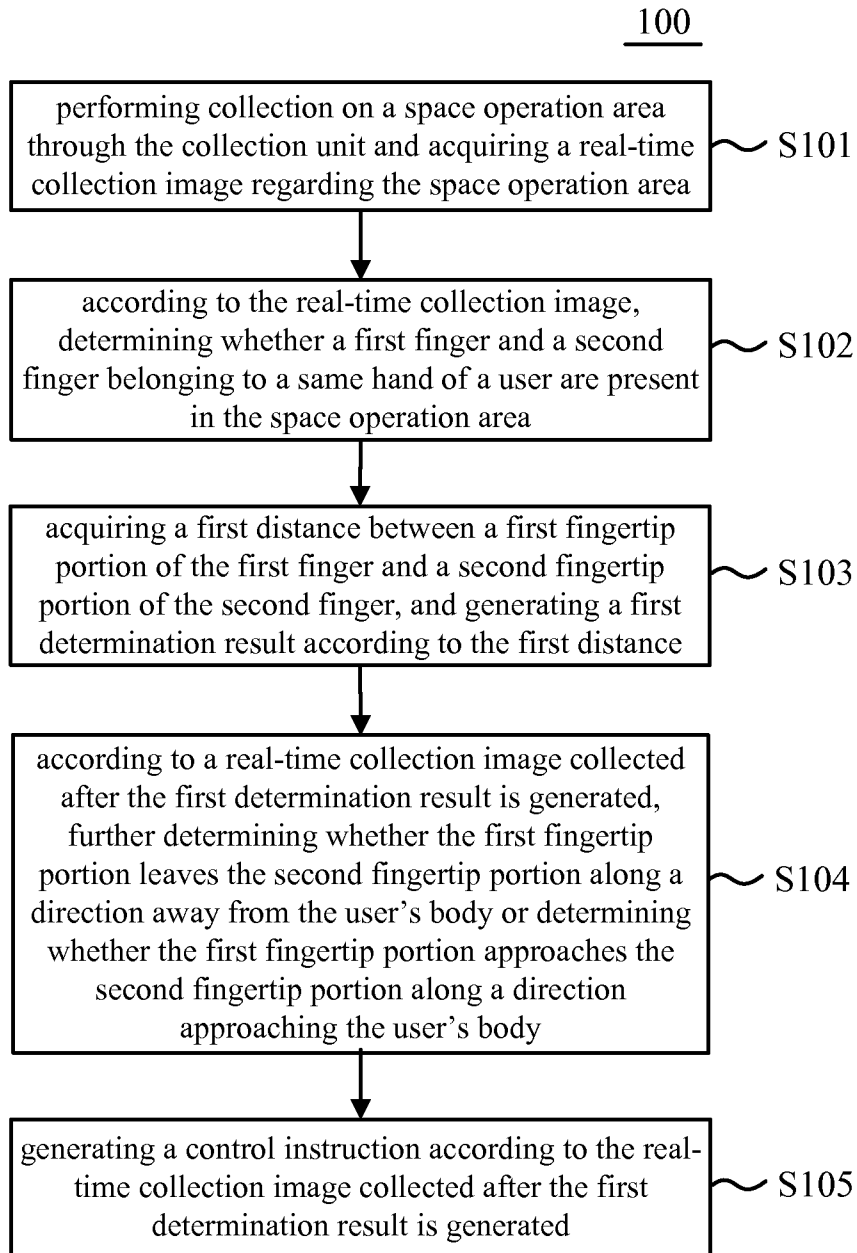 100
performing collection on a space operation area
through the collection unit and acquiring a real-time
collection image regarding the space operation area
S101
according to the real-time collection image,
determining whether a first finger and a second
finger belonging to a same hand of a user are present
in the space operation area
S102
acquiring a first distance between a first fingertip
portion of the first finger and a second fingertip
portion of the second finger, and generating a first
determination result according to the first distance
S103
according to a real-time collection image collected
after the first determination result is generated,
further determining whether the first fingertip
portion leaves the second fingertip portion along a
direction away from the user's body or determining
whether the first fingertip portion approaches the
second fingertip portion along a direction
approaching the user's body
S104
generating a control instruction according to the real-
time collection image collected after the first
determination result is generated
S105